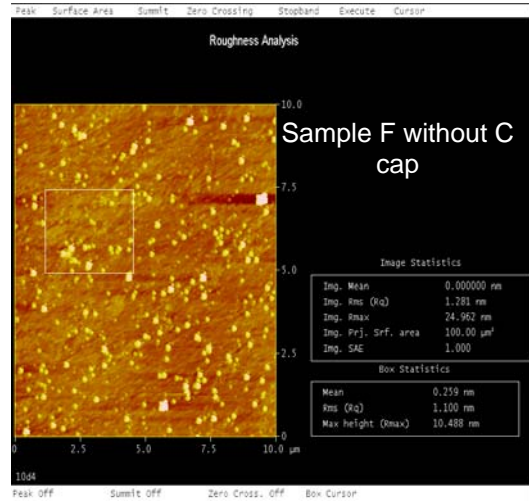 Peak Surface Area Summit Zero Crossing Stopband Execute Cursor
Roughness Analysis
Sample F without C
cap
10.0
7.5
5.0
2.5
0
0 2.5 5.0 7.5 10.0 µm
Image Statistics
Img. Mean 0.000000 nm
Img. Rms (Rq) 1.281 nm
Img. Rmax 24.962 nm
Img. Prj. Srf. area 100.00 µm²
Img. SAE 1.000
Box Statistics
Mean 0.259 nm
Rms (Rq) 1.100 nm
Max height (Rmax) 10.488 nm
10d4
Peak Off Summit Off Zero Cross. Off Box Cursor